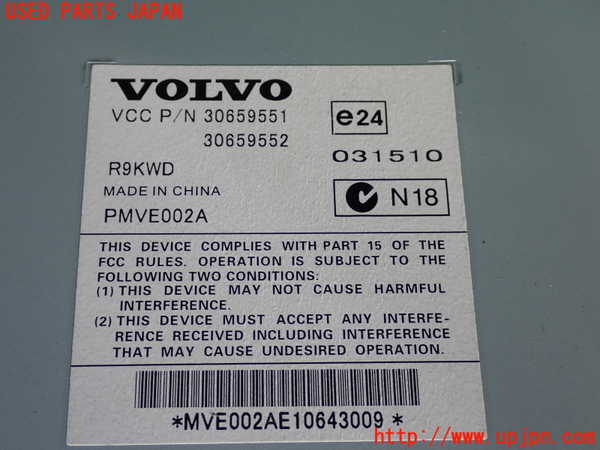 USED PARTS JAPAN
VOLVO
VCC P/N 30659551
30659552
e24
031510
R9KWD
MADE IN CHINA
PMVE002A
N18
THIS DEVICE COMPLIES WITH PART 15 OF THE
FCC RULES. OPERATION IS SUBJECT TO THE
FOLLOWING TWO CONDITIONS:
(1) THIS DEVICE MAY NOT CAUSE HARMFUL
INTERFERENCE.
(2) THIS DEVICE MUST ACCEPT ANY INTERFE-
RENCE RECEIVED INCLUDING INTERFERENCE
THAT MAY CAUSE UNDESIRED OPERATION.
*MVE002AE10643009*
http://www.upjpn.com/